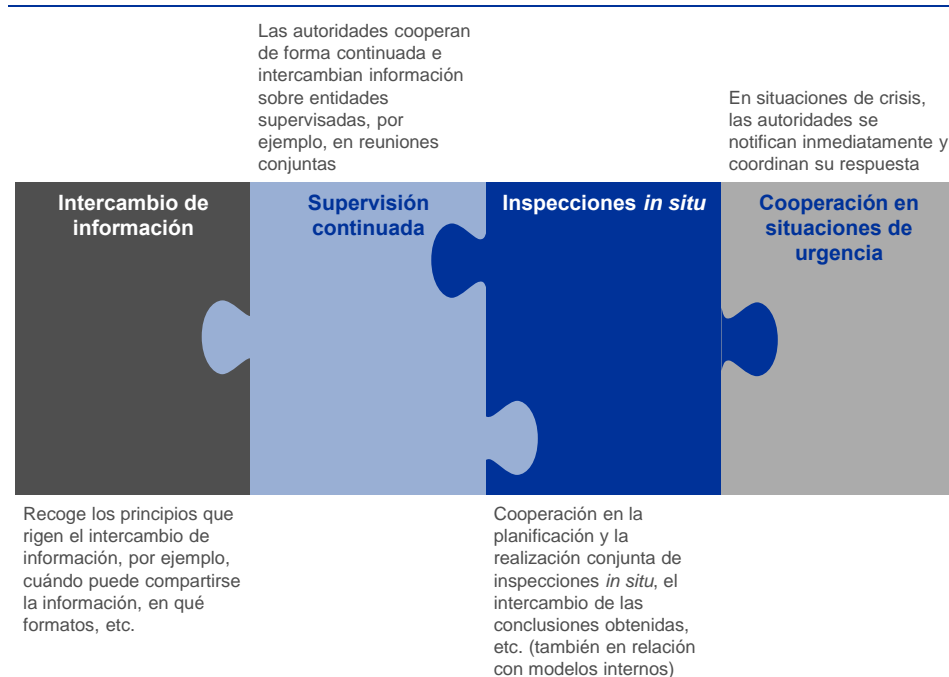 Las autoridades cooperan
de forma continuada e
intercambian información
sobre entidades
supervisadas, por
ejemplo, en reuniones
conjuntas
En situaciones de crisis,
las autoridades se
notifican inmediatamente y
coordinan su respuesta
Intercambio de
información
Supervisión
continuada
Inspecciones in situ
Cooperación en
situaciones de
urgencia
Recoge los principios que
rigen el intercambio de
información, por ejemplo,
cuándo puede compartirse
la información, en qué
formatos, etc.
Cooperación en la
planificación y la
realización conjunta de
inspecciones in situ, el
intercambio de las
conclusiones obtenidas,
etc. (también en relación
con modelos internos)